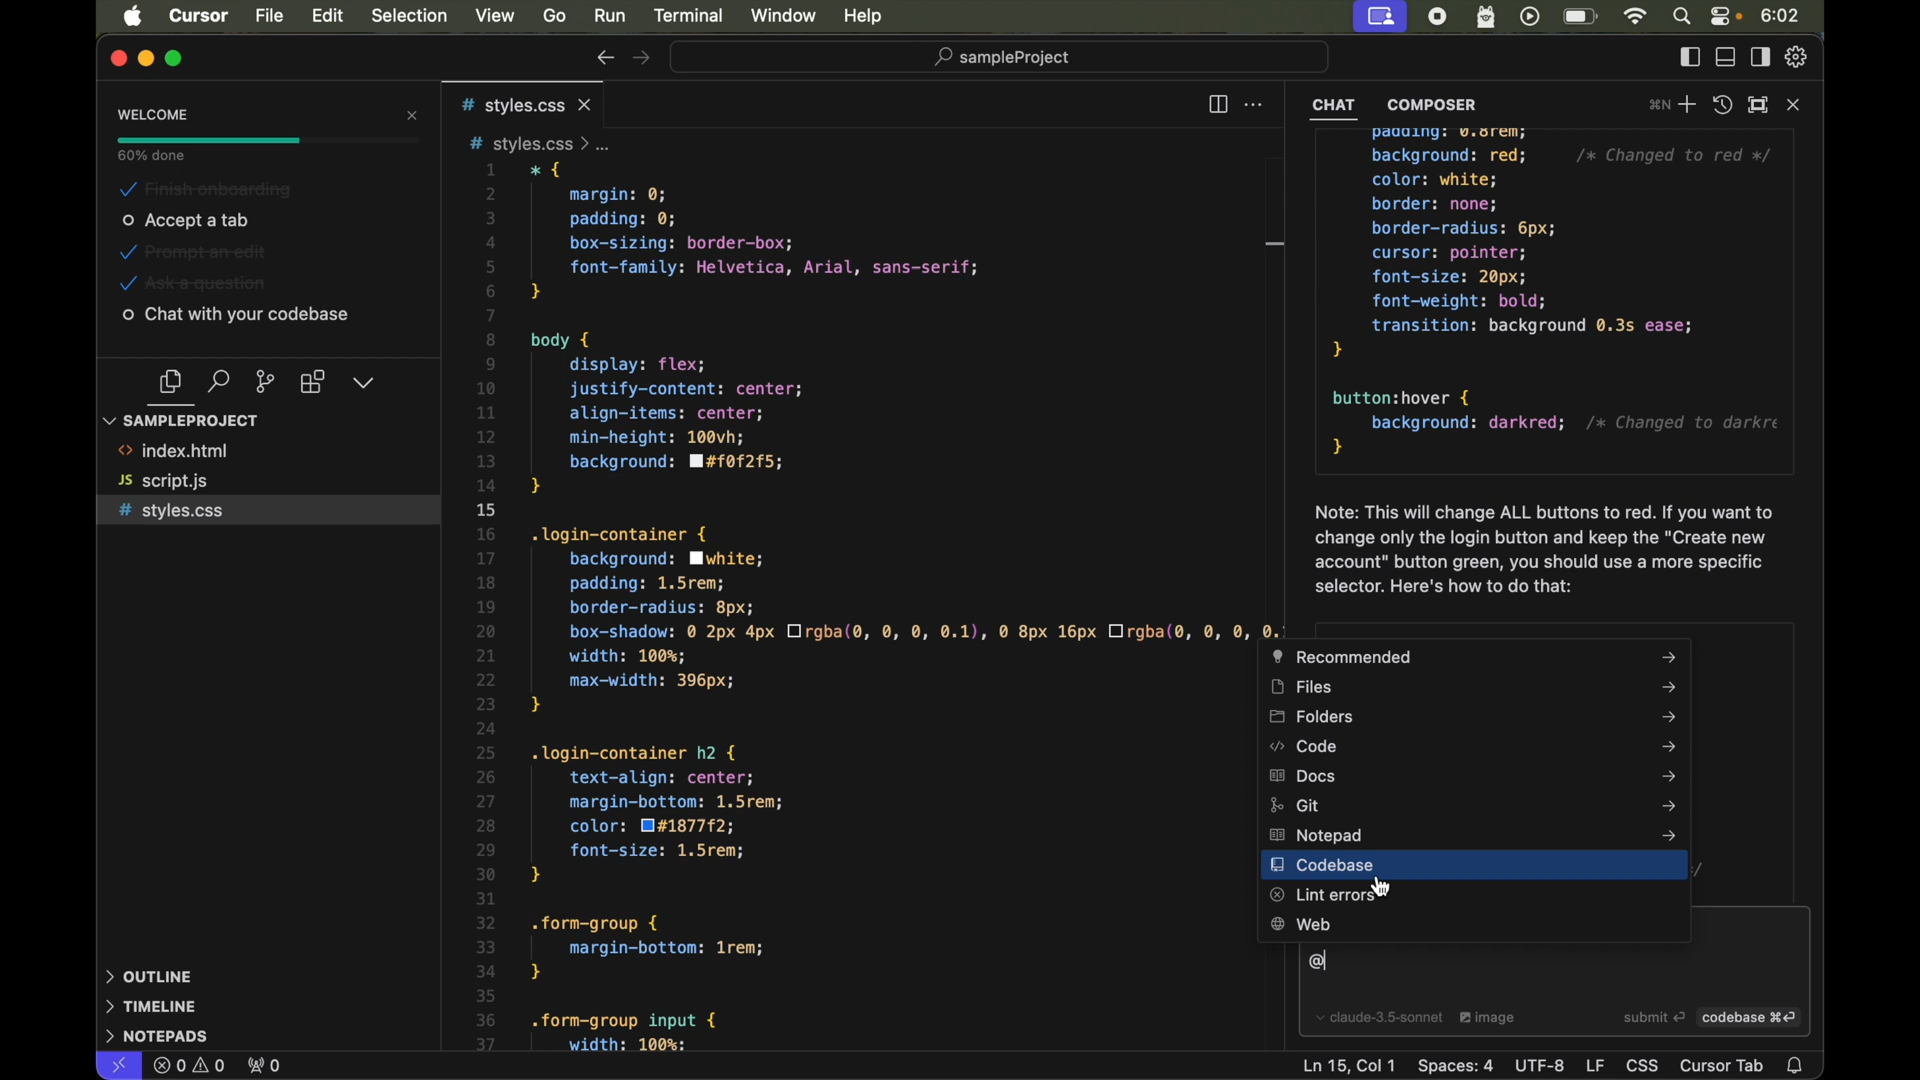 Cursor File Edit Selection View Go Run Terminal Window Help 6:02
sampleProject
WELCOME
60% done
Finish onboarding
Accept a tab
Prompt an edit
Ask a question
Chat with your codebase
SAMPLEPROJECT
<> index.html
JS script.js
# styles.css
OUTLINE
TIMELINE
NOTEPADS
# styles.css
# styles.css > ...
1 * {
2 margin: 0;
3 padding: 0;
4 box-sizing: border-box;
5 font-family: Helvetica, Arial, sans-serif;
6 }
7
8 body {
9 display: flex;
10 justify-content: center;
11 align-items: center;
12 min-height: 100vh;
13 background: #f0f2f5;
14 }
15
16 .login-container {
17 background: white;
18 padding: 1.5rem;
19 border-radius: 8px;
20 box-shadow: 0 2px 4px rgba(0, 0, 0, 0.1), 0 8px 16px rgba(0, 0, 0, 0.
21 width: 100%;
22 max-width: 396px;
23 }
24
25 .login-container h2 {
26 text-align: center;
27 margin-bottom: 1.5rem;
28 color: #1877f2;
29 font-size: 1.5rem;
30 }
31
32 .form-group {
33 margin-bottom: 1rem;
34 }
35
36 .form-group input {
37 width: 100%;
CHAT COMPOSER ⌘N
padding: 0.8rem;
background: red; /* Changed to red */
color: white;
border: none;
border-radius: 6px;
cursor: pointer;
font-size: 20px;
font-weight: bold;
transition: background 0.3s ease;
}
button:hover {
background: darkred; /* Changed to darkre
}
Note: This will change ALL buttons to red. If you want to
change only the login button and keep the "Create new
account" button green, you should use a more specific
selector. Here's how to do that:
Recommended
Files
Folders
Code
Docs
Git
Notepad
Codebase
Lint errors
Web
/
@
claude-3.5-sonnet image submit ⏎ codebase ⌘⏎
0 0 0 Ln 15, Col 1 Spaces: 4 UTF-8 LF CSS Cursor Tab